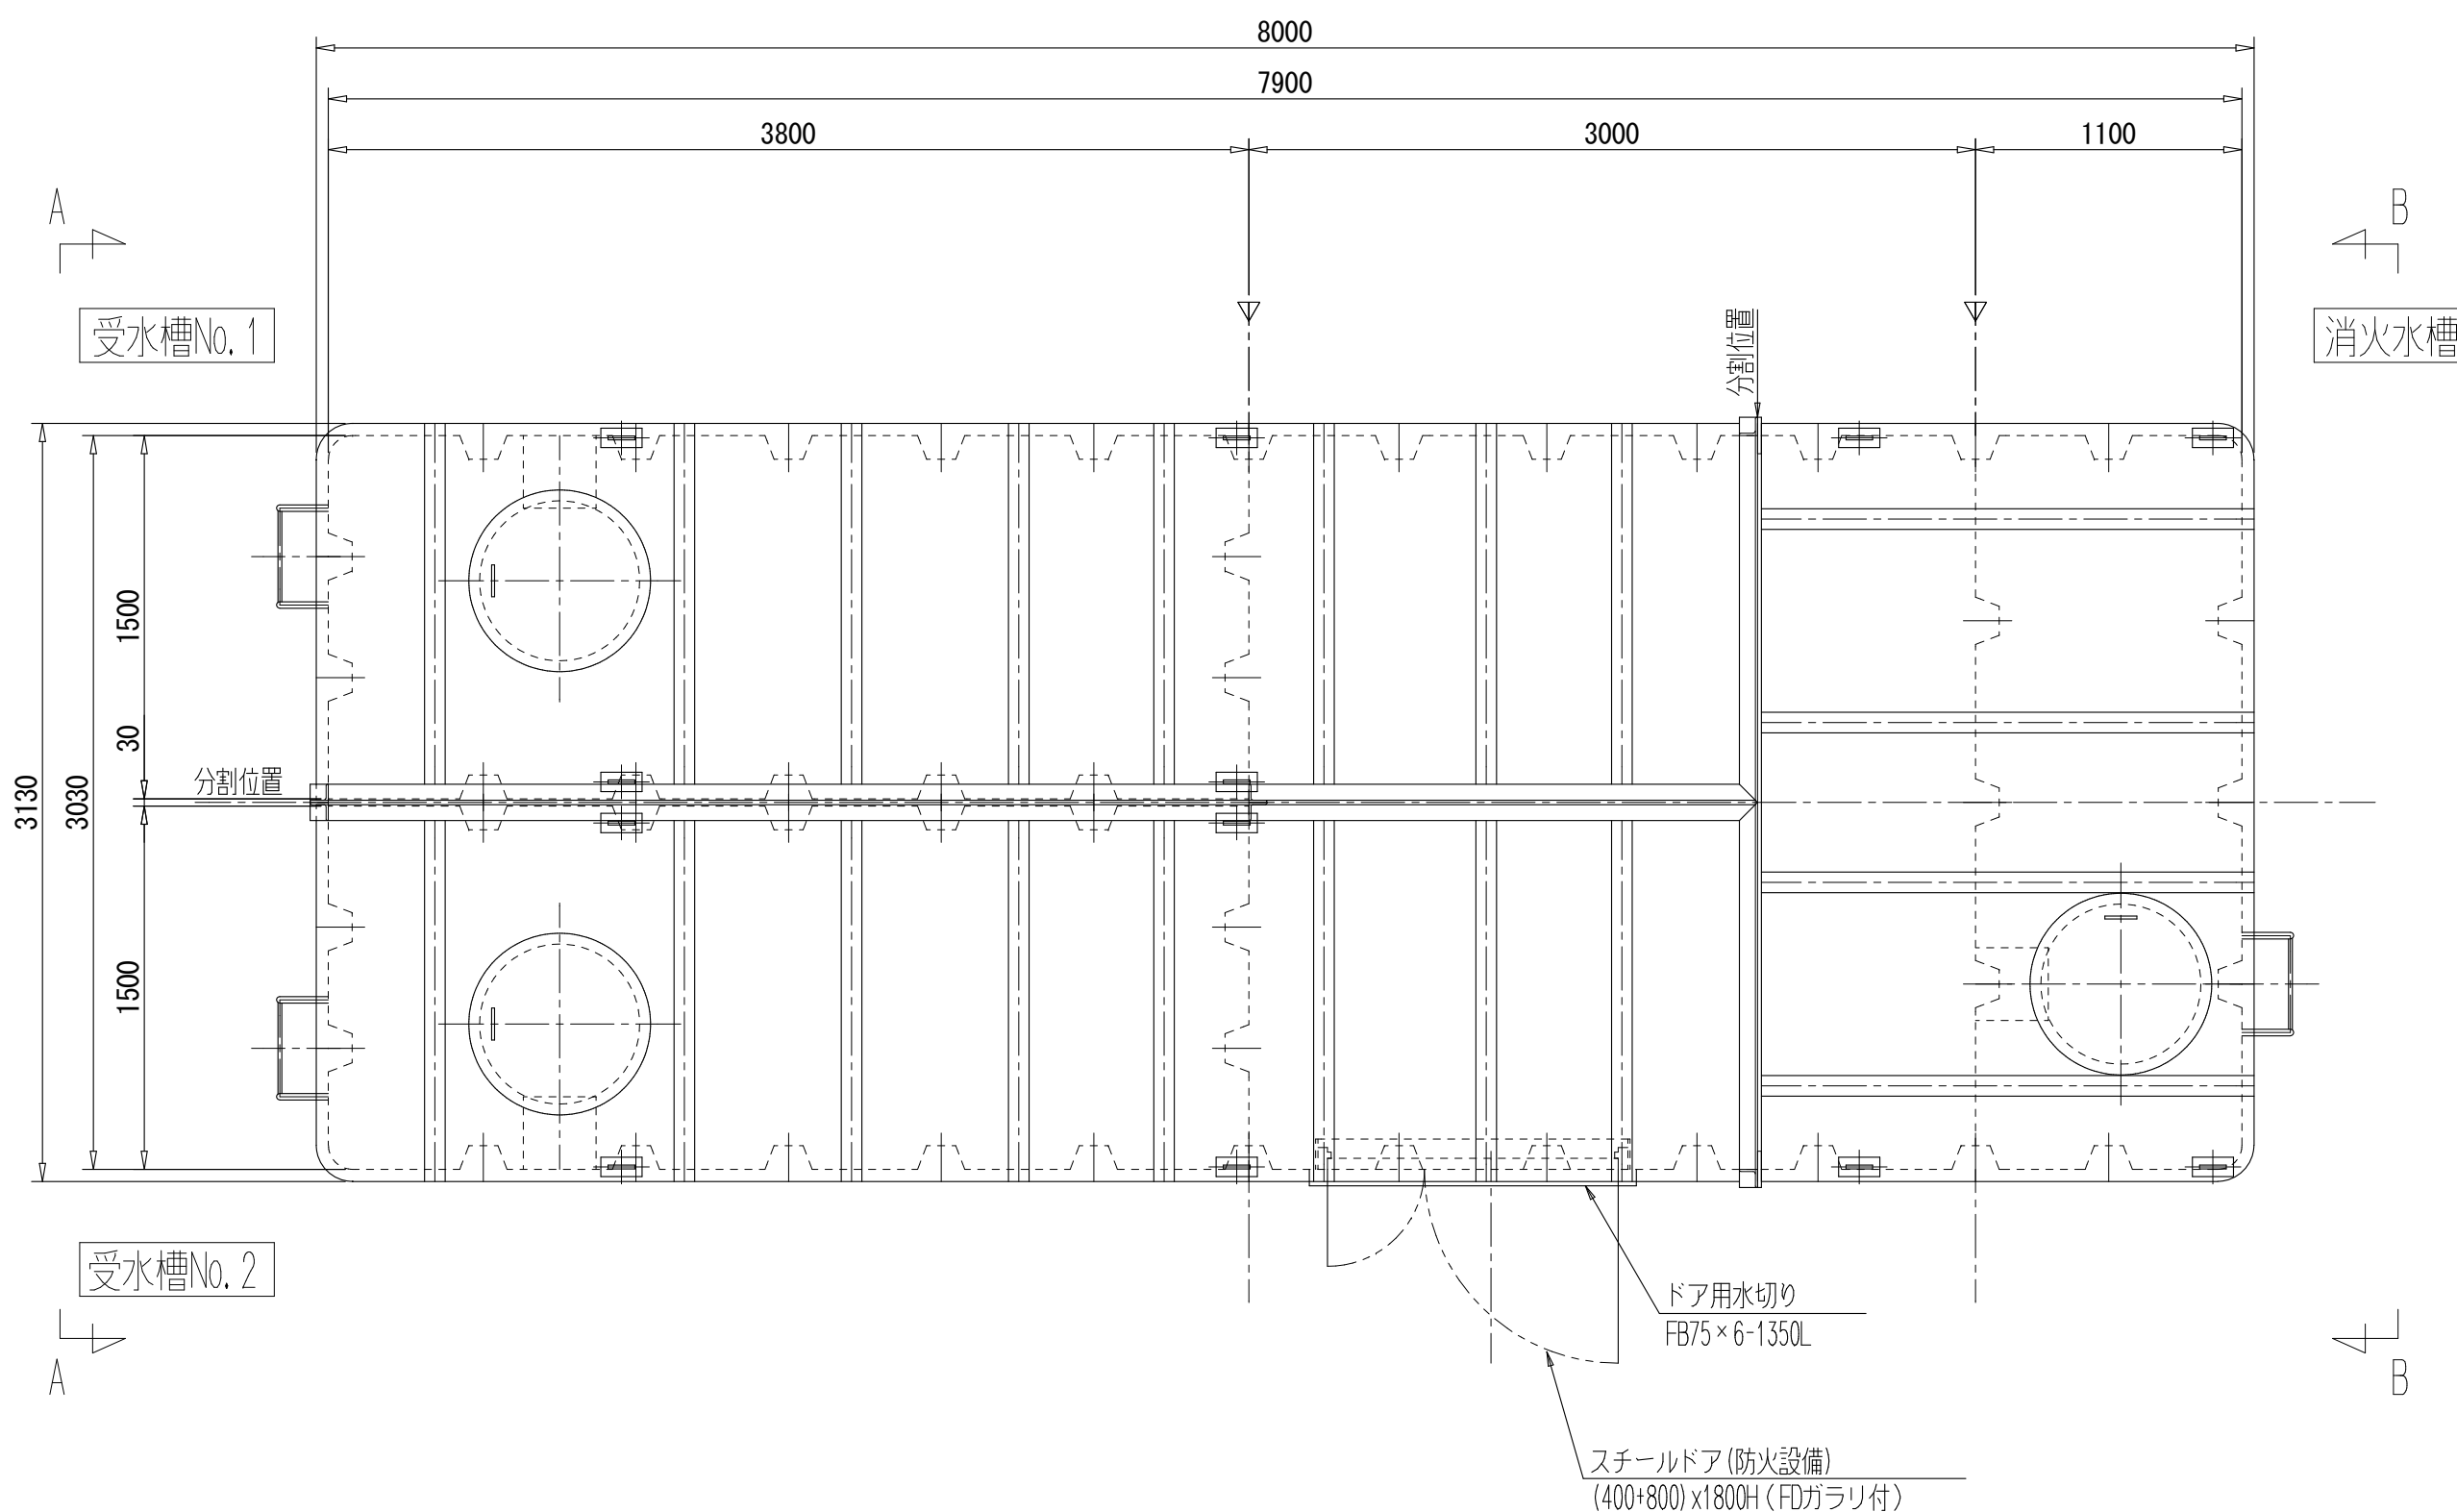 8000
7900
3800
3000
1100
A
B
受水槽No.1
分割位置
消火水槽
1500
30
3130
3030
分割位置
1500
受水槽No.2
ドア用水切り
FB75×6-1350L
A
B
スチールドア(防火設備)
(400+800)x1800H(FDガラリ付)